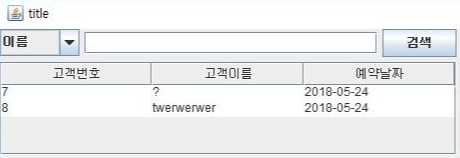 title
이름 검색
고객번호 고객이름 예약날짜
7 ? 2018-05-24
8 twerwerwer 2018-05-24